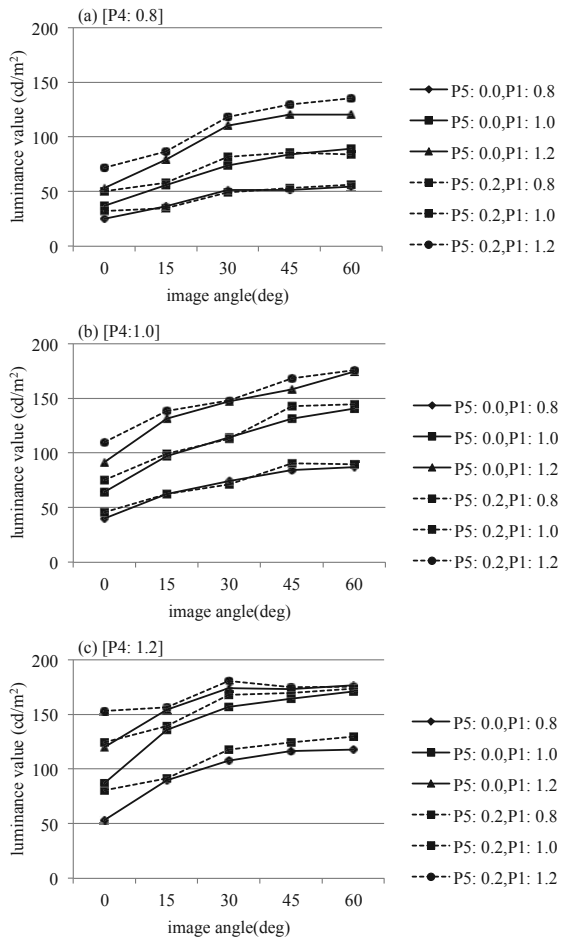 (a) [P4: 0.8]
luminance value (cd/m²)
200
150
100
50
0
0 15 30 45 60
image angle(deg)
P5: 0.0,P1: 0.8
P5: 0.0,P1: 1.0
P5: 0.0,P1: 1.2
P5: 0.2,P1: 0.8
P5: 0.2,P1: 1.0
P5: 0.2,P1: 1.2
(b) [P4:1.0]
luminance value (cd/m²)
200
150
100
50
0
0 15 30 45 60
image angle(deg)
P5: 0.0,P1: 0.8
P5: 0.0,P1: 1.0
P5: 0.0,P1: 1.2
P5: 0.2,P1: 0.8
P5: 0.2,P1: 1.0
P5: 0.2,P1: 1.2
(c) [P4: 1.2]
luminance value (cd/m²)
200
150
100
50
0
0 15 30 45 60
image angle(deg)
P5: 0.0,P1: 0.8
P5: 0.0,P1: 1.0
P5: 0.0,P1: 1.2
P5: 0.2,P1: 0.8
P5: 0.2,P1: 1.0
P5: 0.2,P1: 1.2